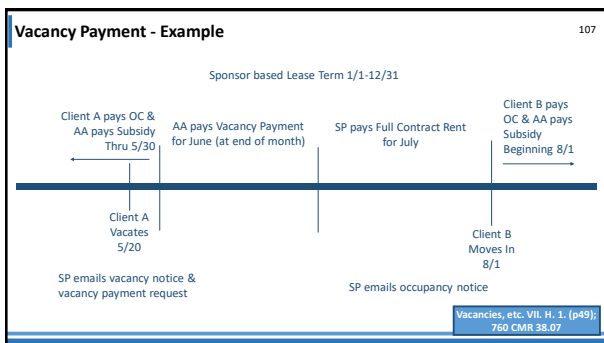 Vacancy Payment - Example
107
Sponsor based Lease Term 1/1-12/31
Client A pays OC &
AA pays Subsidy
Thru 5/30
AA pays Vacancy Payment
for June (at end of month)
SP pays Full Contract Rent
for July
Client B pays
OC & AA pays
Subsidy
Beginning 8/1
Client A
Vacates
5/20
Client B
Moves In
8/1
SP emails vacancy notice &
vacancy payment request
SP emails occupancy notice
Vacancies, etc. VII. H. 1. (p49);
760 CMR 38.07